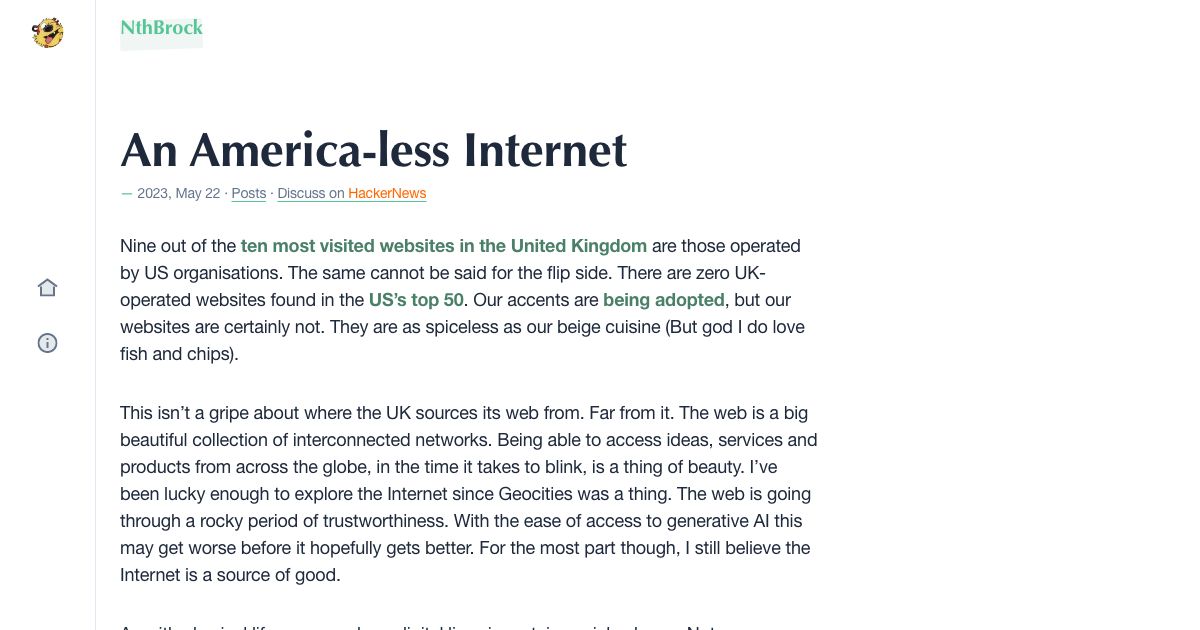 NthBrock
An America-less Internet
— 2023, May 22 · Posts · Discuss on HackerNews
Nine out of the ten most visited websites in the United Kingdom are those operated
by US organisations. The same cannot be said for the flip side. There are zero UK-
operated websites found in the US’s top 50. Our accents are being adopted, but our
websites are certainly not. They are as spiceless as our beige cuisine (But god I do love
fish and chips).
This isn’t a gripe about where the UK sources its web from. Far from it. The web is a big
beautiful collection of interconnected networks. Being able to access ideas, services and
products from across the globe, in the time it takes to blink, is a thing of beauty. I’ve
been lucky enough to explore the Internet since Geocities was a thing. The web is going
through a rocky period of trustworthiness. With the ease of access to generative AI this
may get worse before it hopefully gets better. For the most part though, I still believe the
Internet is a source of good.